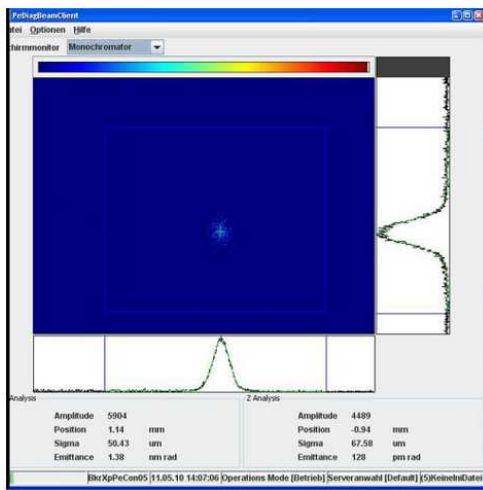 PeDiagBeamClient
tei Optionen Hilfe
chirmmonitor Monochromator
Analysis
Amplitude 5904
Position 1.14 mm
Sigma 50.43 um
Emittance 1.38 nm rad
Z Analysis
Amplitude 4489
Position -0.94 mm
Sigma 67.58 um
Emittance 128 pm rad
BkrXpPeCon05 11.05.10 14:07:06 Operations Mode [Betrieb] Serveranwahl [Default] (5)KeineIniDatei